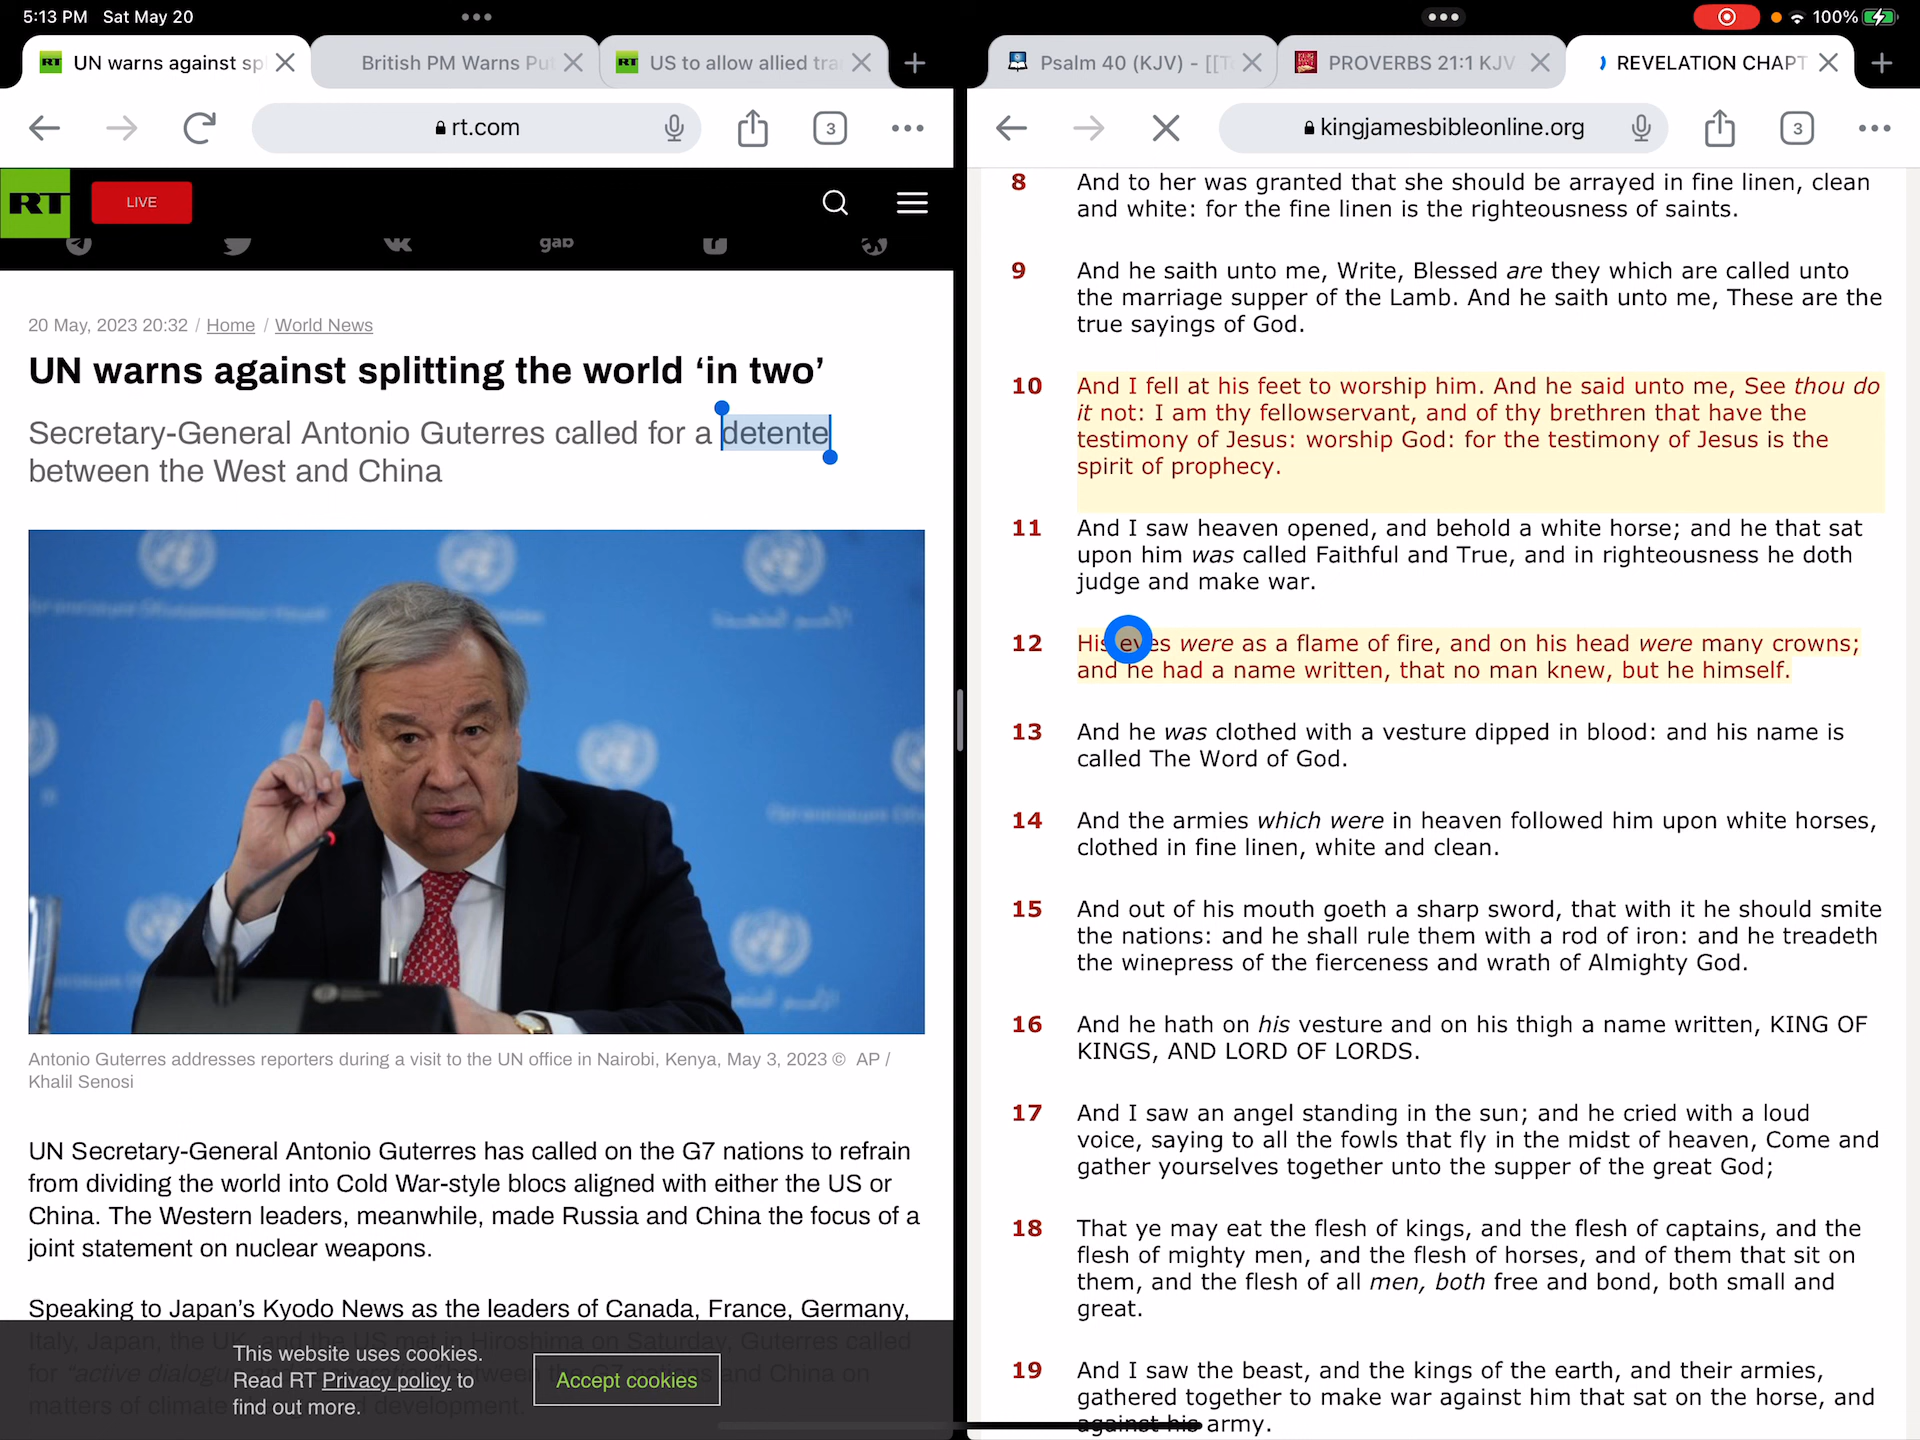 5:13 PM Sat May 20
100%
UN warns against sp
British PM Warns Put
US to allow allied tra
rt.com
3
RT
LIVE
gab
20 May, 2023 20:32 / Home / World News
UN warns against splitting the world ‘in two’
Secretary-General Antonio Guterres called for a detente
between the West and China
Antonio Guterres addresses reporters during a visit to the UN office in Nairobi, Kenya, May 3, 2023 © AP /
Khalil Senosi
UN Secretary-General Antonio Guterres has called on the G7 nations to refrain
from dividing the world into Cold War-style blocs aligned with either the US or
China. The Western leaders, meanwhile, made Russia and China the focus of a
joint statement on nuclear weapons.
Speaking to Japan’s Kyodo News as the leaders of Canada, France, Germany,
Italy, Japan, the UK, and the US met in Hiroshima on Saturday, Guterres called
for “active dialogue between the G7 nations and China on
matters of climate development.
This website uses cookies.
Read RT Privacy policy to
find out more.
Accept cookies
Psalm 40 (KJV) - [[T
PROVERBS 21:1 KJV
REVELATION CHAPT
kingjamesbibleonline.org
3
8 And to her was granted that she should be arrayed in fine linen, clean
and white: for the fine linen is the righteousness of saints.
9 And he saith unto me, Write, Blessed are they which are called unto
the marriage supper of the Lamb. And he saith unto me, These are the
true sayings of God.
10 And I fell at his feet to worship him. And he said unto me, See thou do
it not: I am thy fellowservant, and of thy brethren that have the
testimony of Jesus: worship God: for the testimony of Jesus is the
spirit of prophecy.
11 And I saw heaven opened, and behold a white horse; and he that sat
upon him was called Faithful and True, and in righteousness he doth
judge and make war.
12 His eyes were as a flame of fire, and on his head were many crowns;
and he had a name written, that no man knew, but he himself.
13 And he was clothed with a vesture dipped in blood: and his name is
called The Word of God.
14 And the armies which were in heaven followed him upon white horses,
clothed in fine linen, white and clean.
15 And out of his mouth goeth a sharp sword, that with it he should smite
the nations: and he shall rule them with a rod of iron: and he treadeth
the winepress of the fierceness and wrath of Almighty God.
16 And he hath on his vesture and on his thigh a name written, KING OF
KINGS, AND LORD OF LORDS.
17 And I saw an angel standing in the sun; and he cried with a loud
voice, saying to all the fowls that fly in the midst of heaven, Come and
gather yourselves together unto the supper of the great God;
18 That ye may eat the flesh of kings, and the flesh of captains, and the
flesh of mighty men, and the flesh of horses, and of them that sit on
them, and the flesh of all men, both free and bond, both small and
great.
19 And I saw the beast, and the kings of the earth, and their armies,
gathered together to make war against him that sat on the horse, and
against his army.